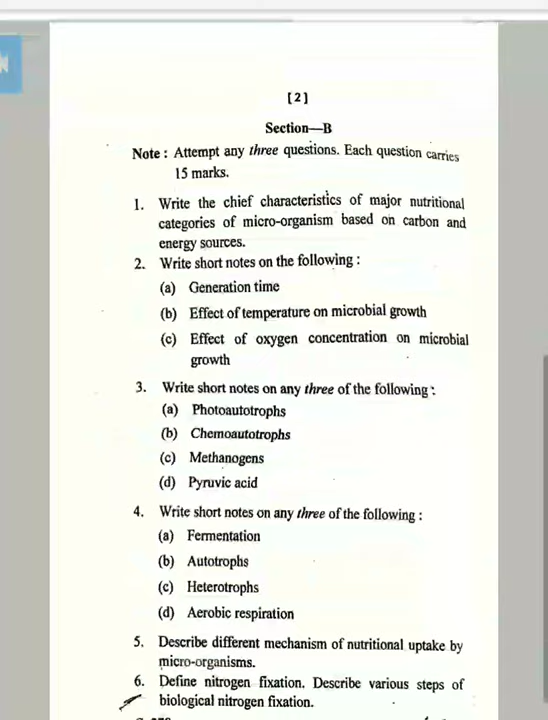 [2]
Section—B
Note : Attempt any three questions. Each question carries
15 marks.
1. Write the chief characteristics of major nutritional
categories of micro-organism based on carbon and
energy sources.
2. Write short notes on the following :
(a) Generation time
(b) Effect of temperature on microbial growth
(c) Effect of oxygen concentration on microbial
growth
3. Write short notes on any three of the following :
(a) Photoautotrophs
(b) Chemoautotrophs
(c) Methanogens
(d) Pyruvic acid
4. Write short notes on any three of the following :
(a) Fermentation
(b) Autotrophs
(c) Heterotrophs
(d) Aerobic respiration
5. Describe different mechanism of nutritional uptake by
micro-organisms.
6. Define nitrogen fixation. Describe various steps of
biological nitrogen fixation.